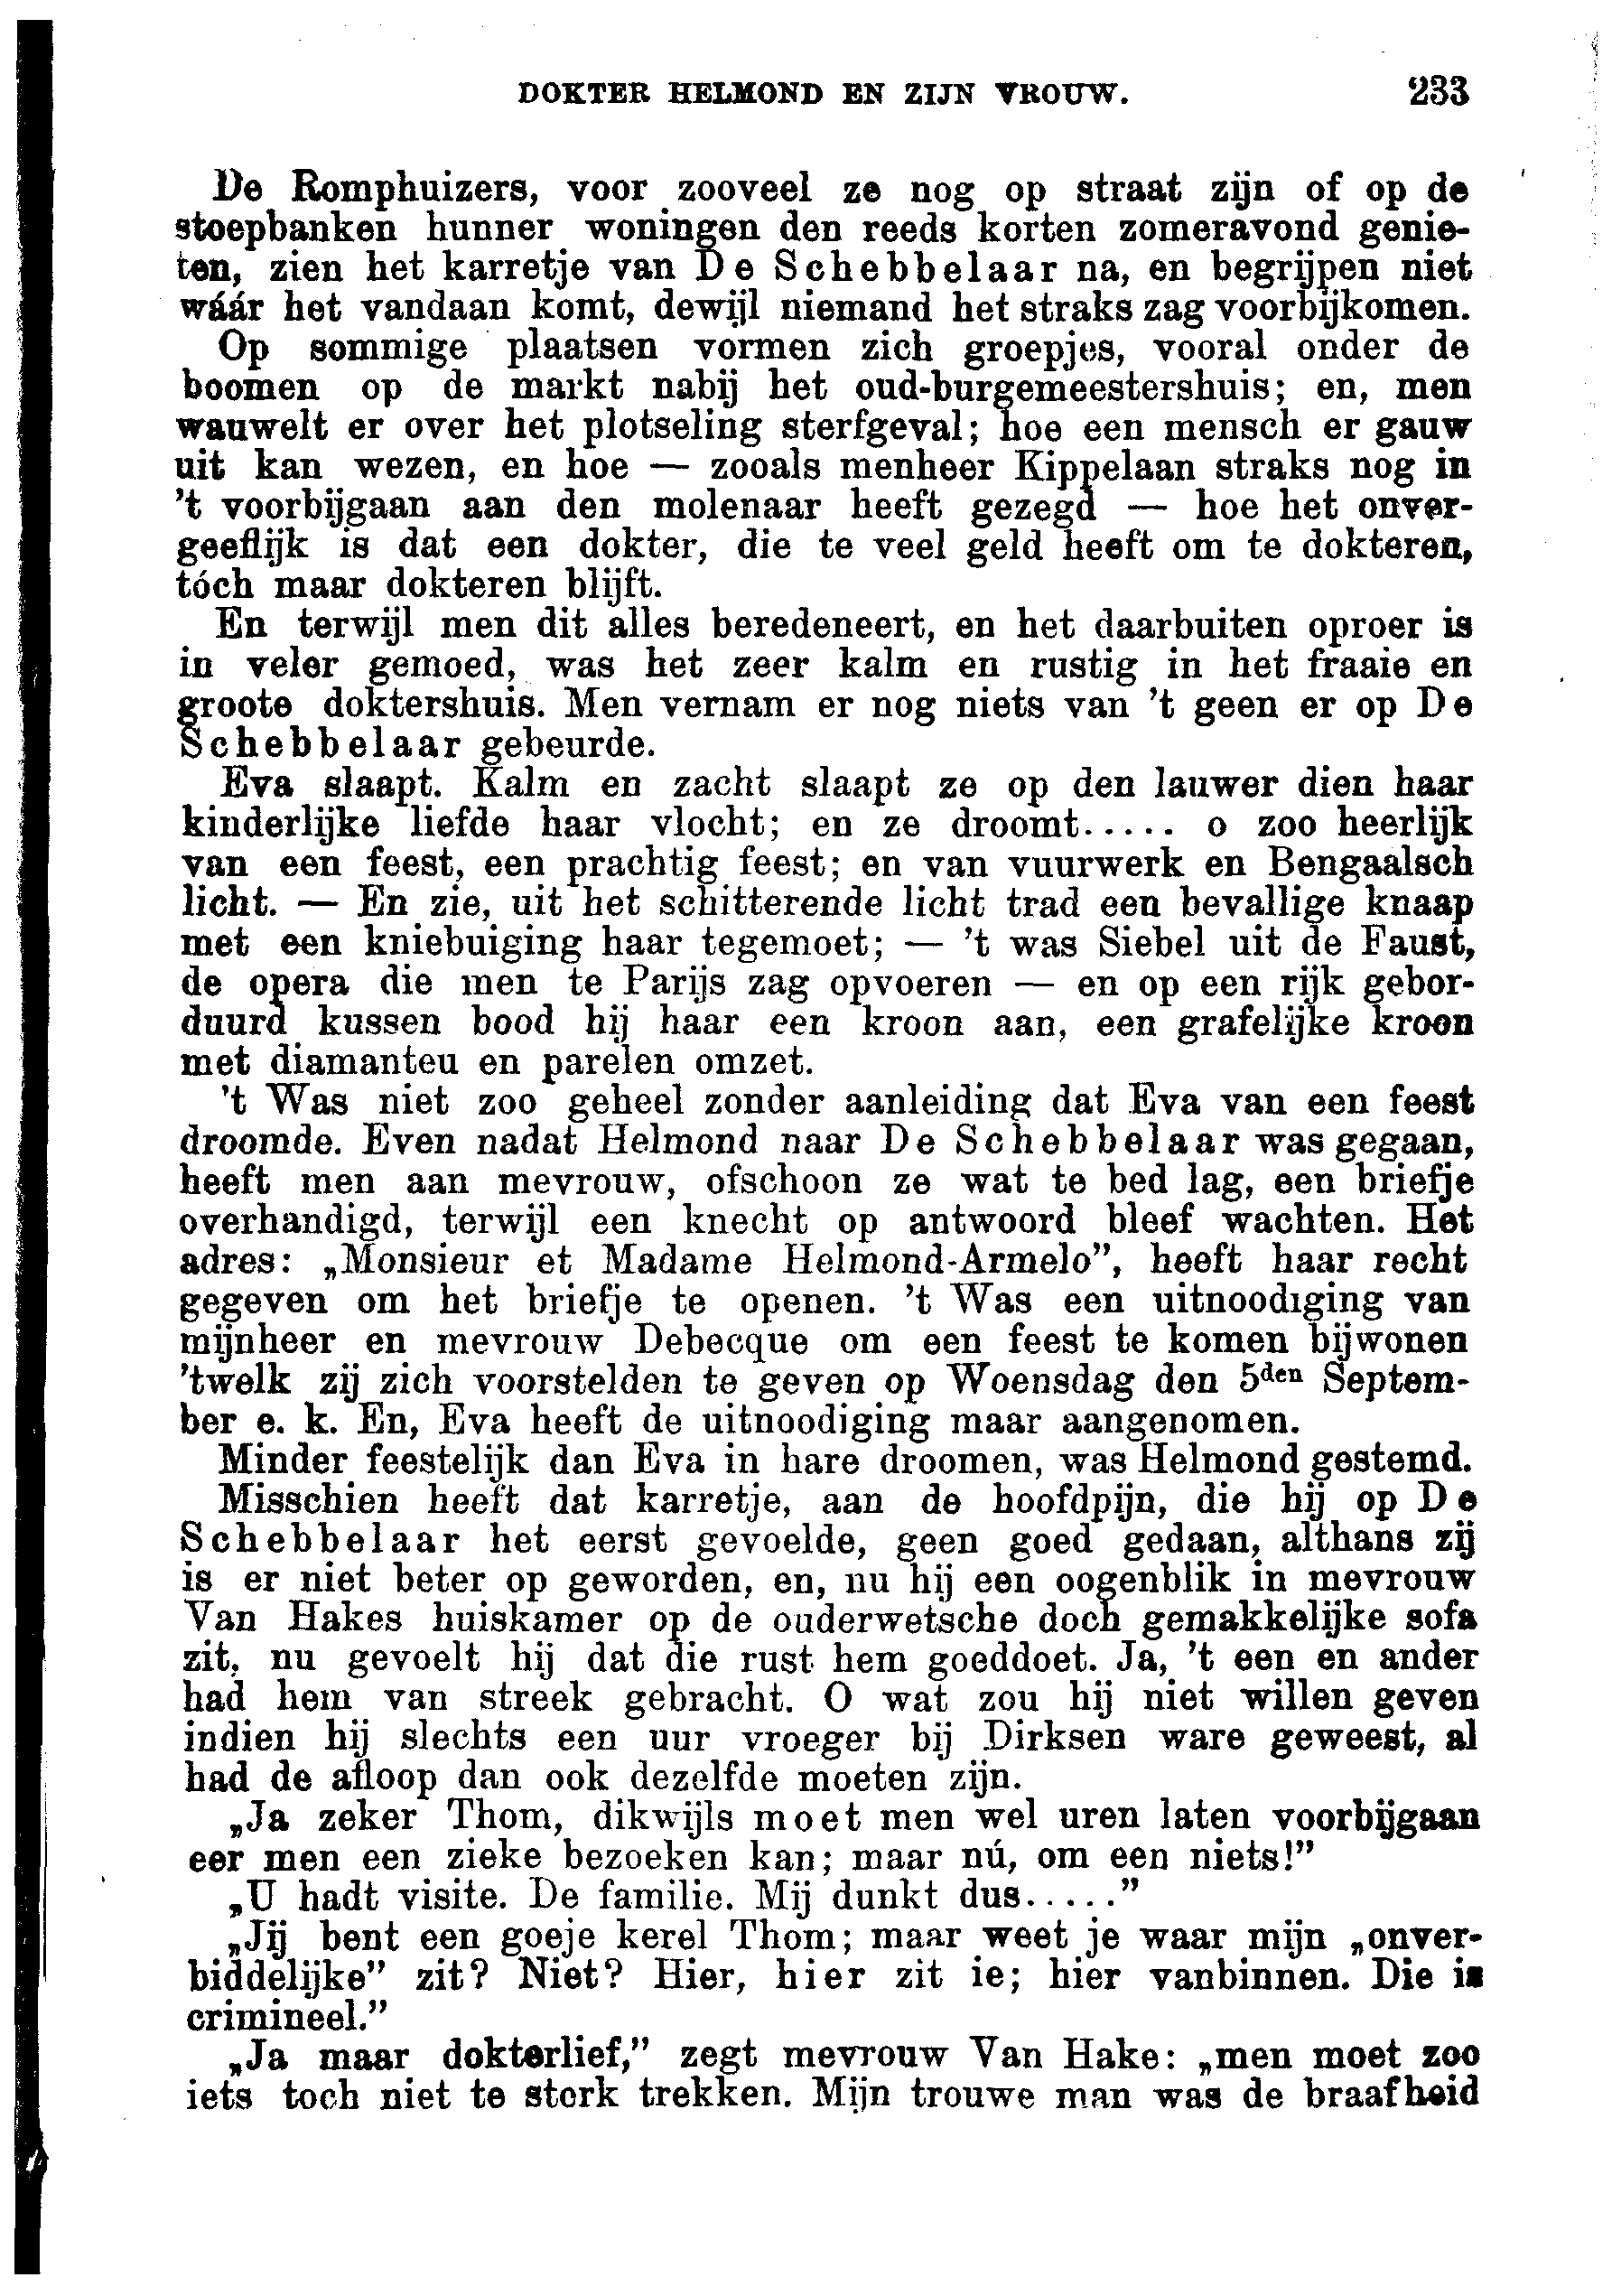 DOKTER HELMOND EN ZIJN VROUW. 233
De Romphuizers, voor zooveel ze nog op straat zijn of op de
stoepbanken hunner woningen den reeds korten zomeravond genie-
ten, zien het karretje van De Schebbelaar na, en begrijpen niet
wáár het vandaan komt, dewijl niemand het straks zag voorbijkomen.
Op sommige plaatsen vormen zich groepjes, vooral onder de
boomen op de markt nabij het oud-burgemeestershuis; en, men
wauwelt er over het plotseling sterfgeval; hoe een mensch er gauw
uit kan wezen, en hoe — zooals menheer Kippelaan straks nog in
't voorbijgaan aan den molenaar heeft gezegd — hoe het onver-
geeflijk is dat een dokter, die te veel geld heeft om te dokteren,
tóch maar dokteren blijft.
En terwijl men dit alles beredeneert, en het daarbuiten oproer is
in veler gemoed, was het zeer kalm en rustig in het fraaie en
groote doktershuis. Men vernam er nog niets van 't geen er op De
Schebbelaar gebeurde.
Eva slaapt. Kalm en zacht slaapt ze op den lauwer dien haar
kinderlijke liefde haar vlocht; en ze droomt..... o zoo heerlijk
van een feest, een prachtig feest; en van vuurwerk en Bengaalsch
licht. — En zie, uit het schitterende licht trad een bevallige knaap
met een kniebuiging haar tegemoet; — 't was Siebel uit de Faust,
de opera die men te Parijs zag opvoeren — en op een rijk gebor-
duurd kussen bood hij haar een kroon aan, een grafelijke kroon
met diamanteu en parelen omzet.
't Was niet zoo geheel zonder aanleiding dat Eva van een feest
droomde. Even nadat Helmond naar De Schebbelaar was gegaan,
heeft men aan mevrouw, ofschoon ze wat te bed lag, een briefje
overhandigd, terwijl een knecht op antwoord bleef wachten. Het
adres: „Monsieur et Madame Helmond-Armelo”, heeft haar recht
gegeven om het briefje te openen. 't Was een uitnoodiging van
mijnheer en mevrouw Debecque om een feest te komen bijwonen
'twelk zij zich voorstelden te geven op Woensdag den 5den Septem-
ber e. k. En, Eva heeft de uitnoodiging maar aangenomen.
Minder feestelijk dan Eva in hare droomen, was Helmond gestemd.
Misschien heeft dat karretje, aan de hoofdpijn, die hij op De
Schebbelaar het eerst gevoelde, geen goed gedaan, althans zij
is er niet beter op geworden, en, nu hij een oogenblik in mevrouw
Van Hakes huiskamer op de ouderwetsche doch gemakkelijke sofa
zit, nu gevoelt hij dat die rust hem goeddoet. Ja, 't een en ander
had hem van streek gebracht. O wat zou hij niet willen geven
indien hij slechts een uur vroeger bij Dirksen ware geweest, al
had de afloop dan ook dezelfde moeten zijn.
„Ja zeker Thom, dikwijls moet men wel uren laten voorbijgaan
eer men een zieke bezoeken kan; maar nú, om een niets!”
„U hadt visite. De familie. Mij dunkt dus.....”
„Jij bent een goeje kerel Thom; maar weet je waar mijn „onver-
biddelijke” zit? Niet? Hier, hier zit ie; hier vanbinnen. Die is
crimineel.”
„Ja maar dokterlief,” zegt mevrouw Van Hake: „men moet zoo
iets toch niet te sterk trekken. Mijn trouwe man was de braafheid